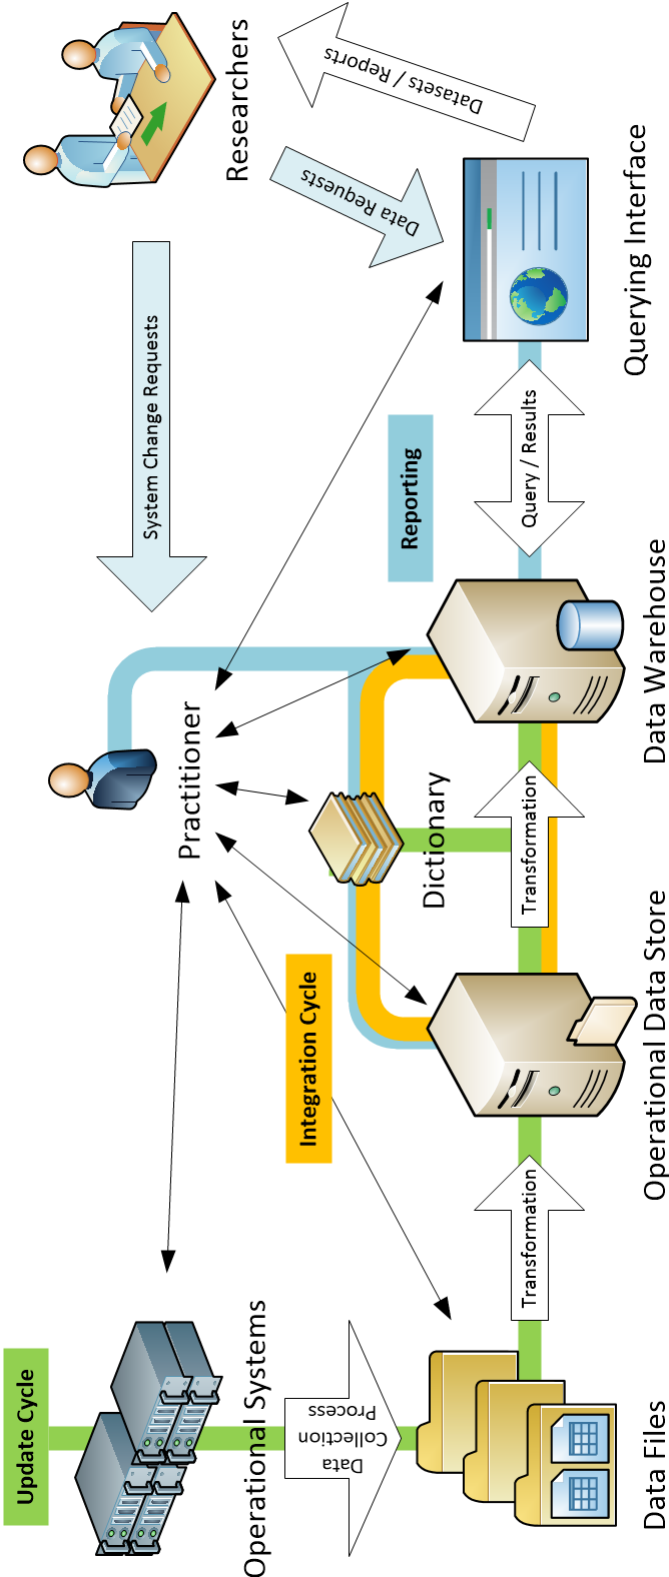 Update Cycle
Operational Systems
Data
Collection
Process
Data Files
Transformation
Integration Cycle
Operational Data Store
Practitioner
Dictionary
Transformation
Data Warehouse
System Change Requests
Reporting
Query / Results
Querying Interface
Researchers
Data Requests
Datasets / Reports